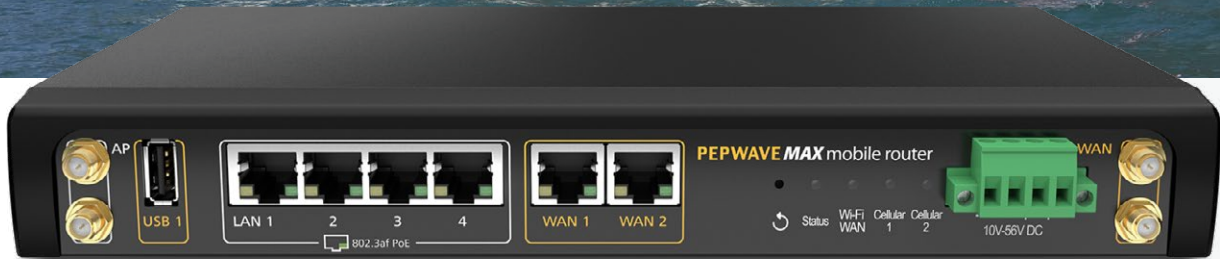 PEPWAVE MAX mobile router
AP
WAN
USB 1
LAN 1 2 3 4
WAN 1 WAN 2
802.3af PoE
Status
Wi-Fi WAN
Cellular 1
Cellular 2
10V-56V DC